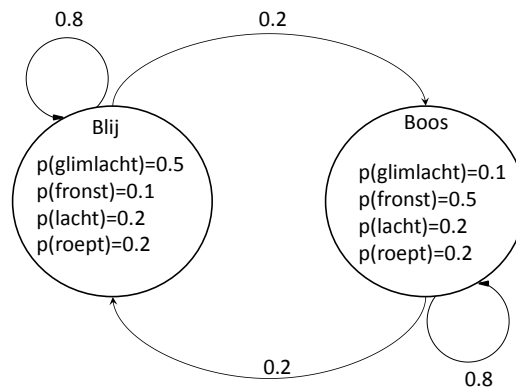 0.8
0.2
Blij
p(glimlacht)=0.5
p(fronst)=0.1
p(lacht)=0.2
p(roept)=0.2
Boos
p(glimlacht)=0.1
p(fronst)=0.5
p(lacht)=0.2
p(roept)=0.2
0.2
0.8